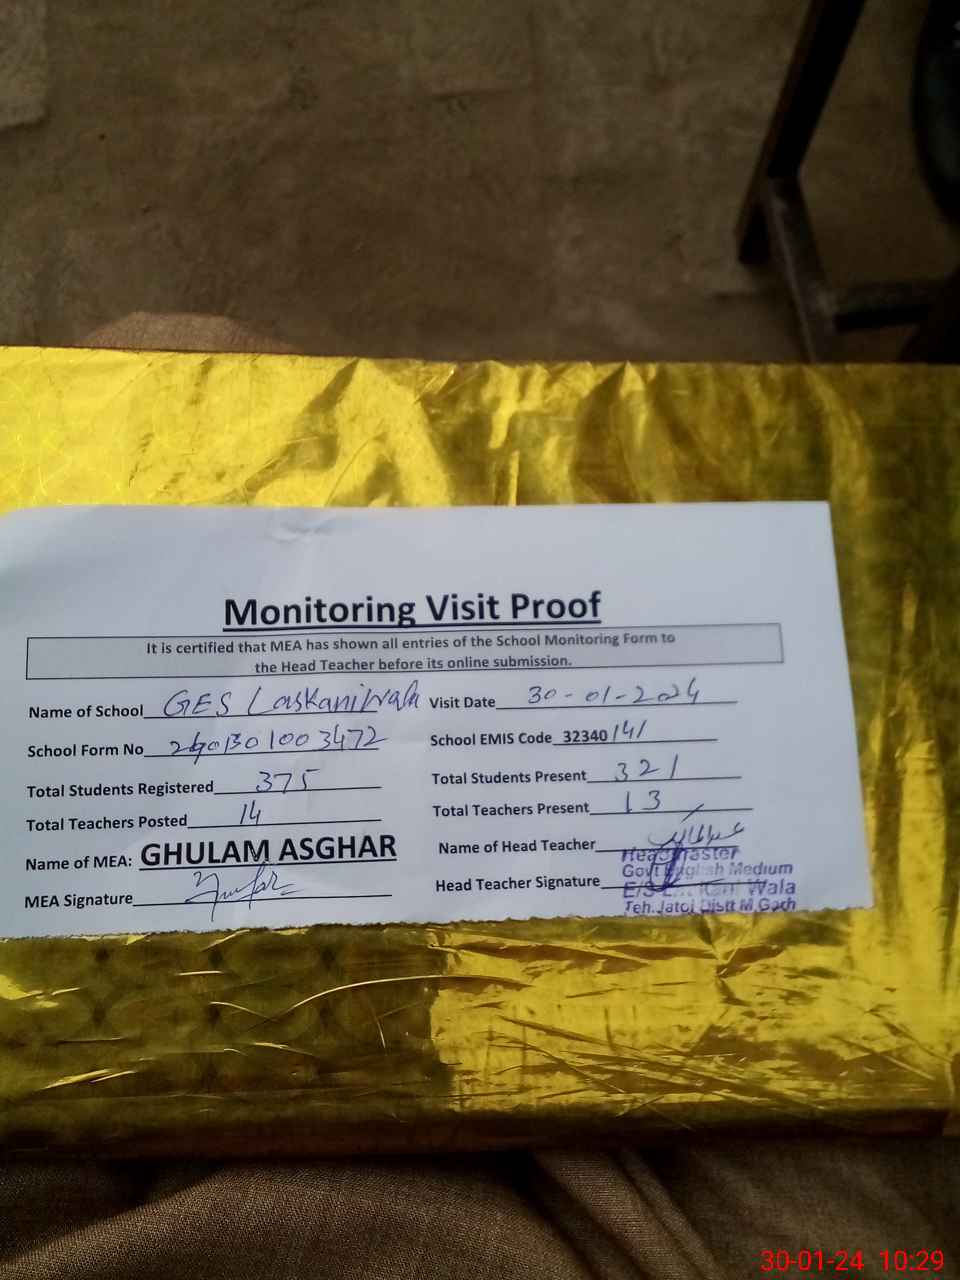 Monitoring Visit Proof
It is certified that MEA has shown all entries of the School Monitoring Form to
the Head Teacher before its online submission.
Name of School GES Laskaniwala Visit Date 30-01-2024
School Form No 2401301003472 School EMIS Code 32340141
Total Students Registered 375 Total Students Present 321
Total Teachers Posted 14 Total Teachers Present 13
Name of MEA: GHULAM ASGHAR Name of Head Teacher
MEA Signature Head Teacher Signature
Headmaster
Govt English Medium
E/S Wala
Teh. Jatoi Distt M.Garh
30-01-24 10:29